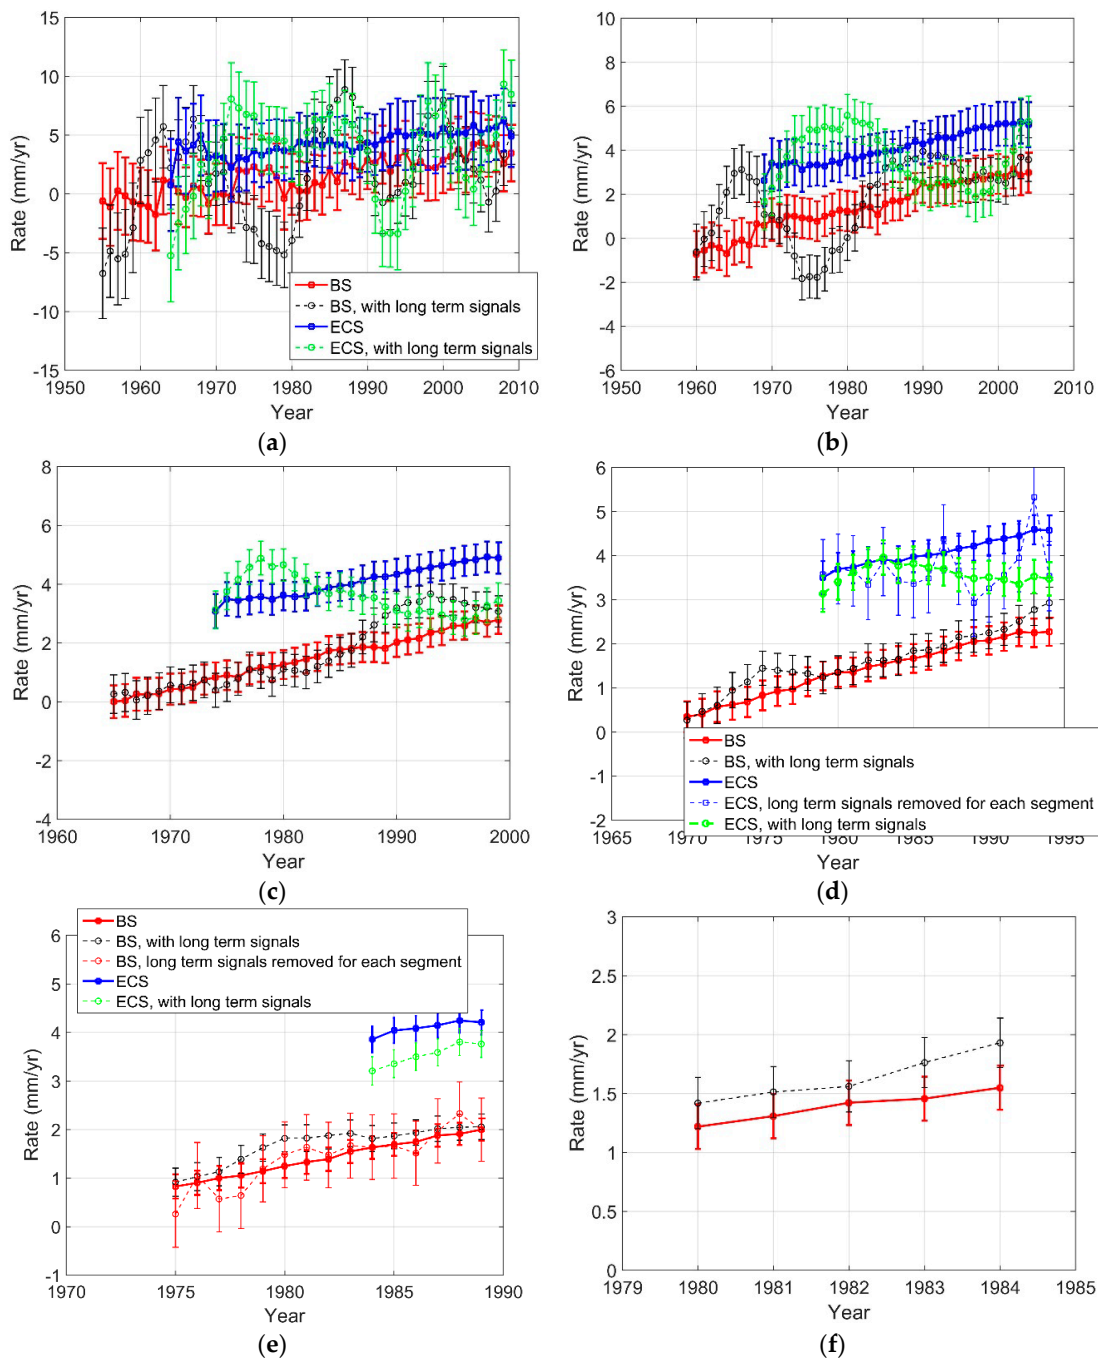 15
10
5
0
-5
-10
-15
Rate (mm/yr)
1950 1960 1970 1980 1990 2000 2010
Year
BS
BS, with long term signals
ECS
ECS, with long term signals
(a)
10
8
6
4
2
0
-2
-4
-6
Rate (mm/yr)
1950 1960 1970 1980 1990 2000 2010
Year
(b)
8
6
4
2
0
-2
-4
Rate (mm/yr)
1960 1970 1980 1990 2000
Year
(c)
6
5
4
3
2
1
0
-1
-2
Rate (mm/yr)
BS
BS, with long term signals
ECS
ECS, long term signals removed for each segment
ECS, with long term signals
1965 1970 1975 1980 1985 1990 1995
Year
(d)
BS
BS, with long term signals
BS, long term signals removed for each segment
ECS
ECS, with long term signals
6
5
4
3
2
1
0
-1
Rate (mm/yr)
1970 1975 1980 1985 1990
Year
(e)
3
2.5
2
1.5
1
0.5
0
Rate (mm/yr)
1979 1980 1981 1982 1983 1984 1985
Year
(f)